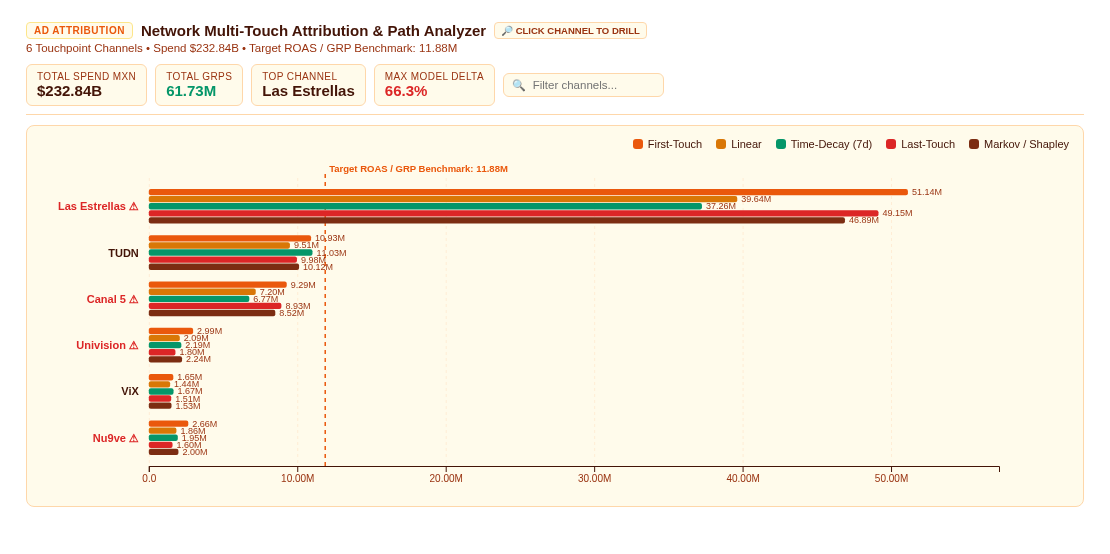 AD ATTRIBUTION Network Multi-Touch Attribution & Path Analyzer 🔎 CLICK CHANNEL TO DRILL
6 Touchpoint Channels • Spend $232.84B • Target ROAS / GRP Benchmark: 11.88M
TOTAL SPEND MXN
$232.84B
TOTAL GRPS
61.73M
TOP CHANNEL
Las Estrellas
MAX MODEL DELTA
66.3%
🔍 Filter channels...
First-Touch Linear Time-Decay (7d) Last-Touch Markov / Shapley
Target ROAS / GRP Benchmark: 11.88M
Las Estrellas ⚠
51.14M
39.64M
37.26M
49.15M
46.89M
TUDN
10.93M
9.51M
11.03M
9.98M
10.12M
Canal 5 ⚠
9.29M
7.20M
6.77M
8.93M
8.52M
Univision ⚠
2.99M
2.09M
2.19M
1.80M
2.24M
ViX
1.65M
1.44M
1.67M
1.51M
1.53M
Nu9ve ⚠
2.66M
1.86M
1.95M
1.60M
2.00M
0.0 10.00M 20.00M 30.00M 40.00M 50.00M